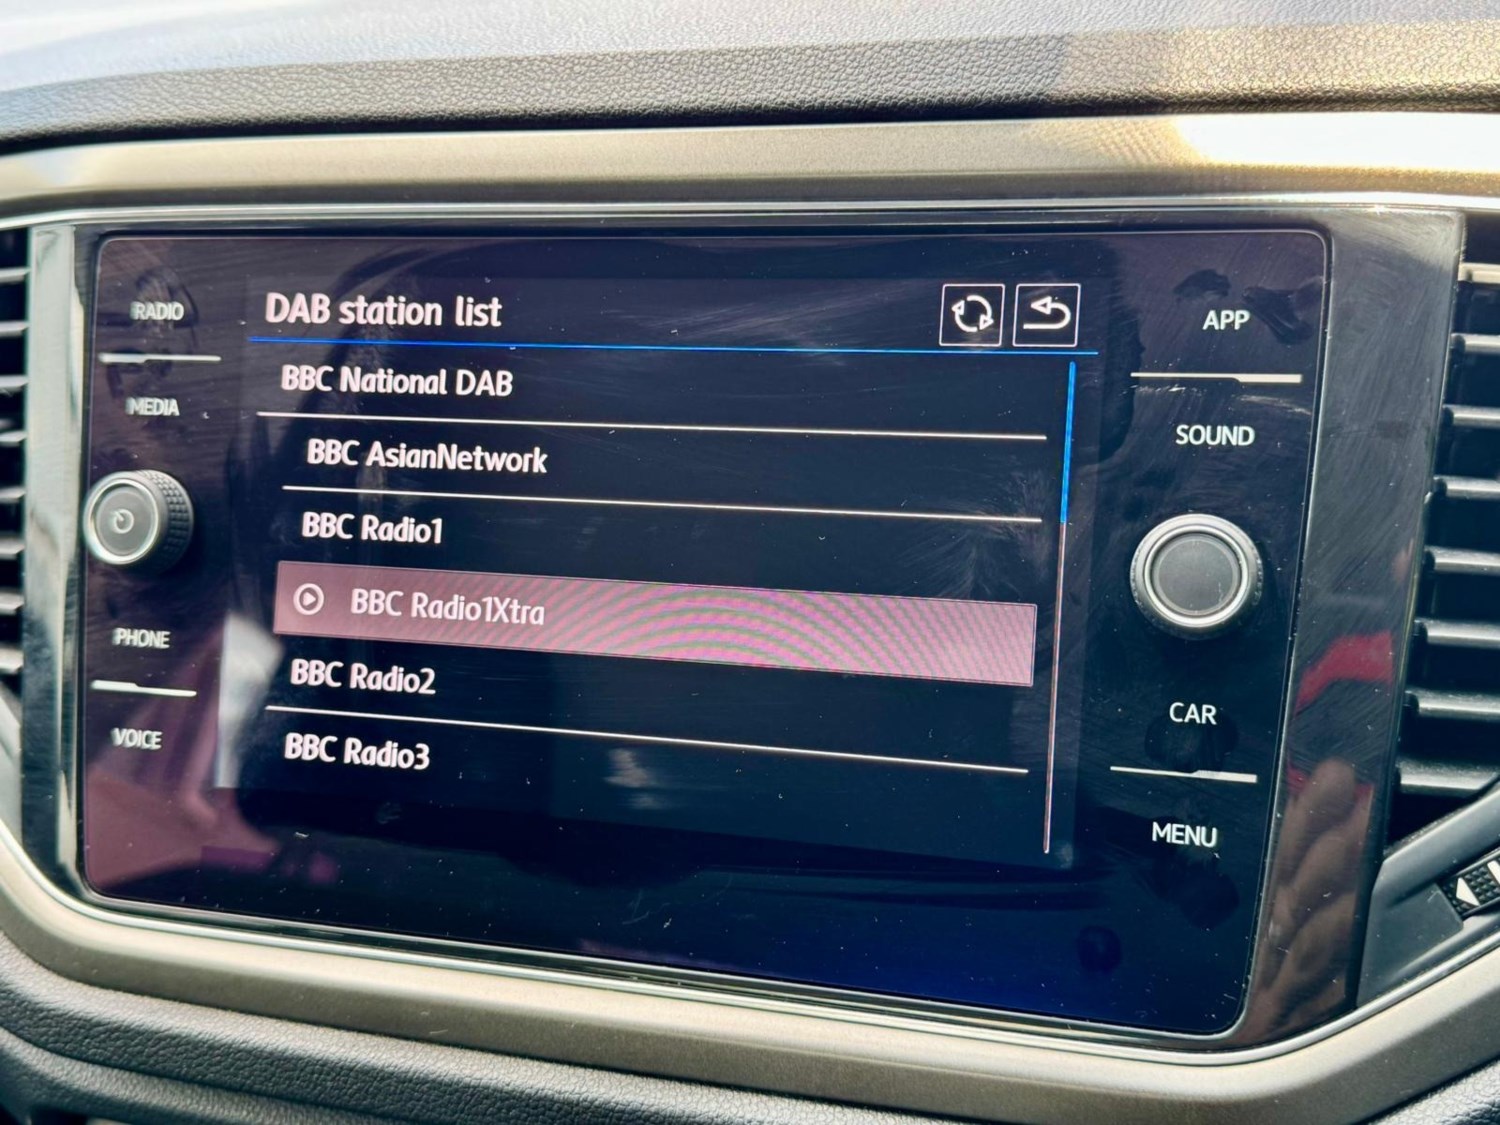 DAB station list
BBC National DAB
BBC AsianNetwork
BBC Radio1
BBC Radio1Xtra
BBC Radio2
BBC Radio3
RADIO
MEDIA
PHONE
VOICE
APP
SOUND
CAR
MENU